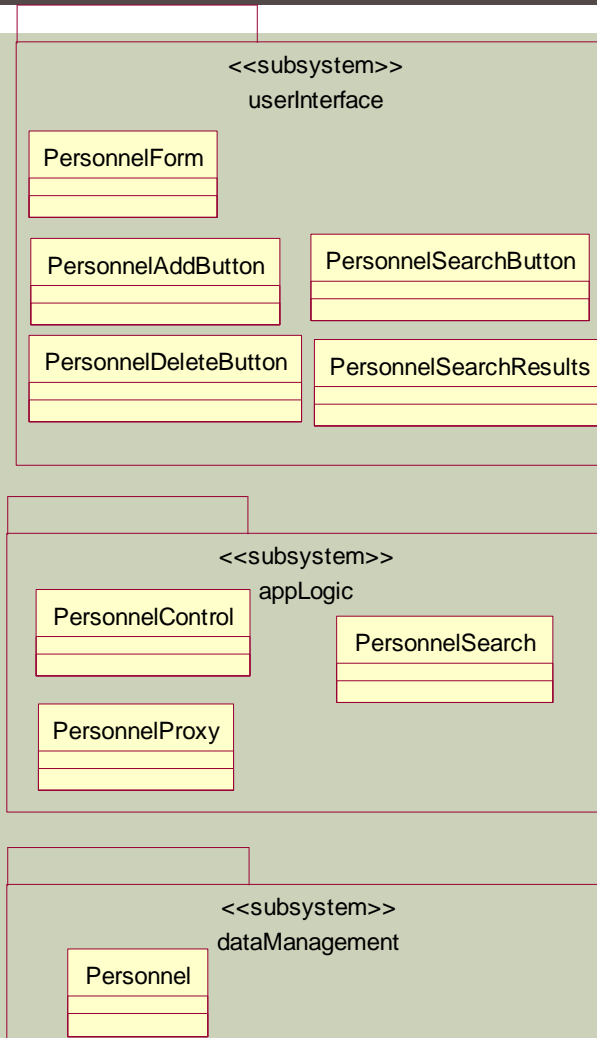 <<subsystem>>
userInterface
PersonnelForm
PersonnelAddButton
PersonnelSearchButton
PersonnelDeleteButton
PersonnelSearchResults
<<subsystem>>
appLogic
PersonnelControl
PersonnelSearch
PersonnelProxy
<<subsystem>>
dataManagement
Personnel